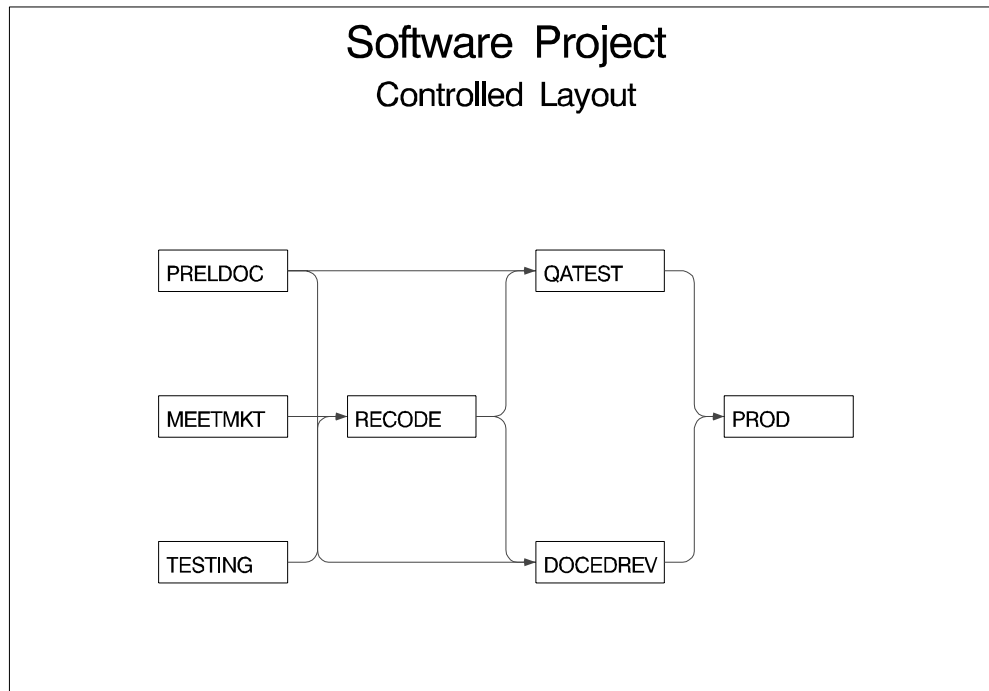 Software Project
Controlled Layout
PRELDOC
QATEST
MEETMKT
RECODE
PROD
TESTING
DOCEDREV